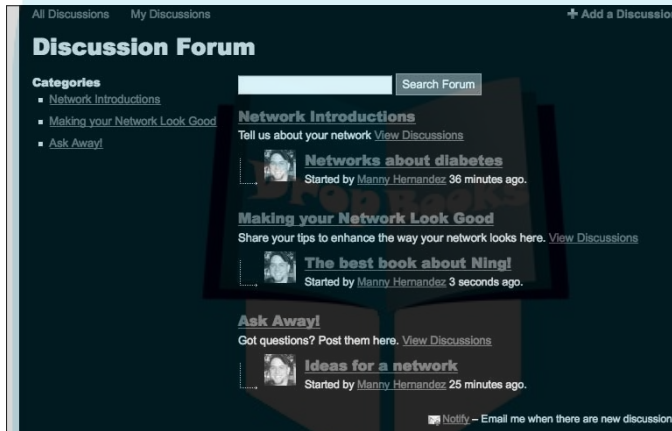 All Discussions My Discussions + Add a Discussion
Discussion Forum
Categories
Network Introductions
Making your Network Look Good
Ask Away!
Search Forum
Network Introductions
Tell us about your network View Discussions
Networks about diabetes
Started by Manny Hernandez 36 minutes ago.
Making your Network Look Good
Share your tips to enhance the way your network looks here. View Discussions
The best book about Ning!
Started by Manny Hernandez 3 seconds ago.
Ask Away!
Got questions? Post them here. View Discussions
Ideas for a network
Started by Manny Hernandez 25 minutes ago.
Notify – Email me when there are new discussion
Drop Books